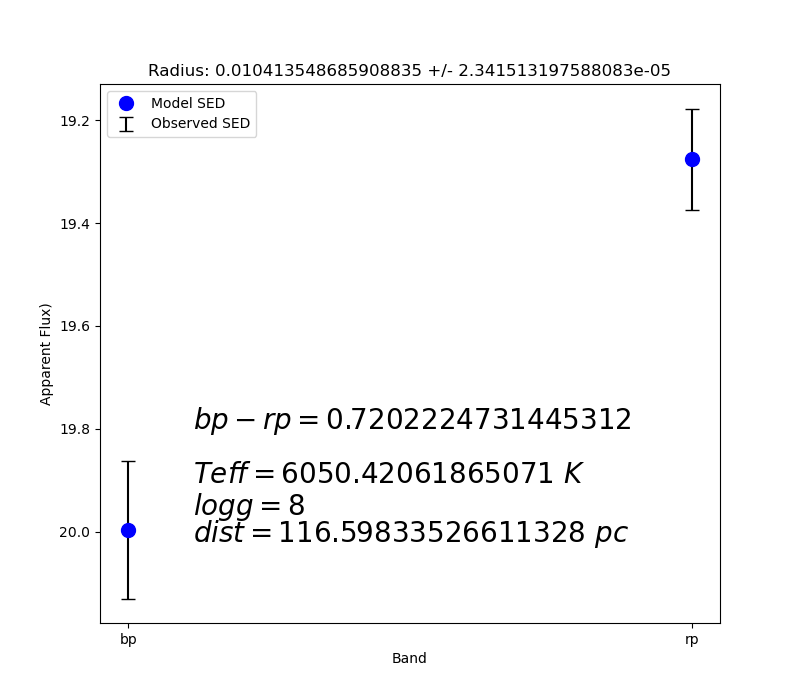 Radius: 0.010413548685908835 +/- 2.341513197588083e-05
Model SED
Observed SED
19.2
19.4
19.6
19.8
20.0
Apparent Flux)
bp − rp = 0.7202224731445312
Teff = 6050.42061865071 K
logg = 8
dist = 116.59833526611328 pc
bp
rp
Band